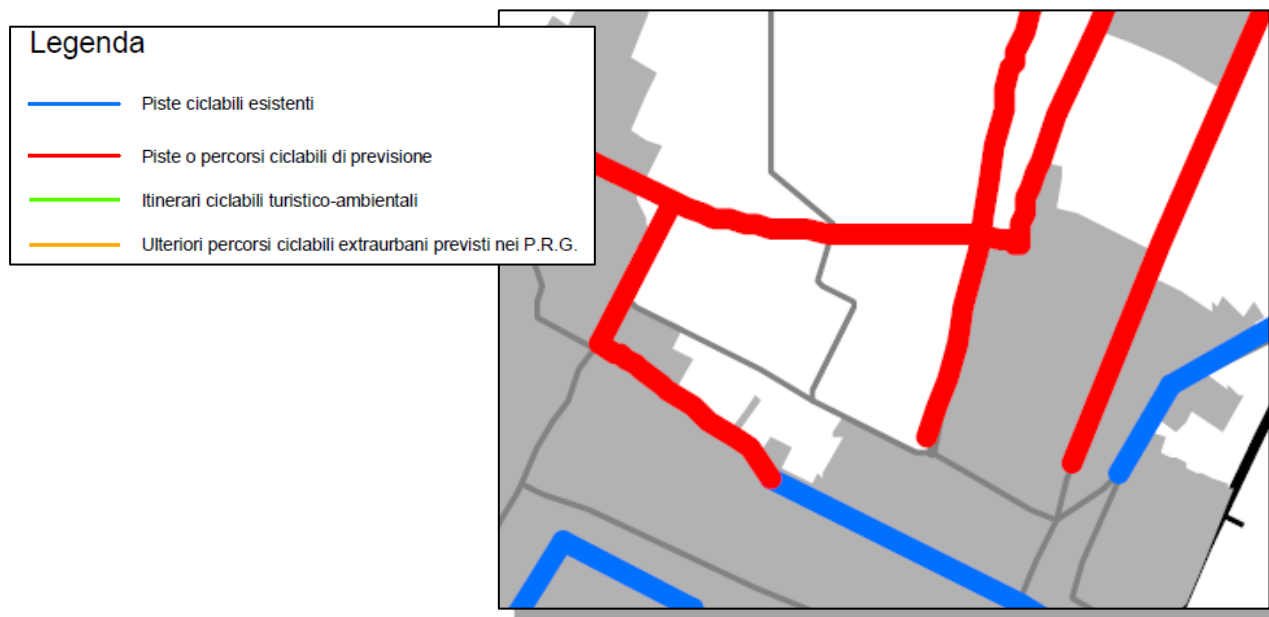 Legenda
Piste ciclabili esistenti
Piste o percorsi ciclabili di previsione
Itinerari ciclabili turistico-ambientali
Ulteriori percorsi ciclabili extraurbani previsti nei P.R.G.